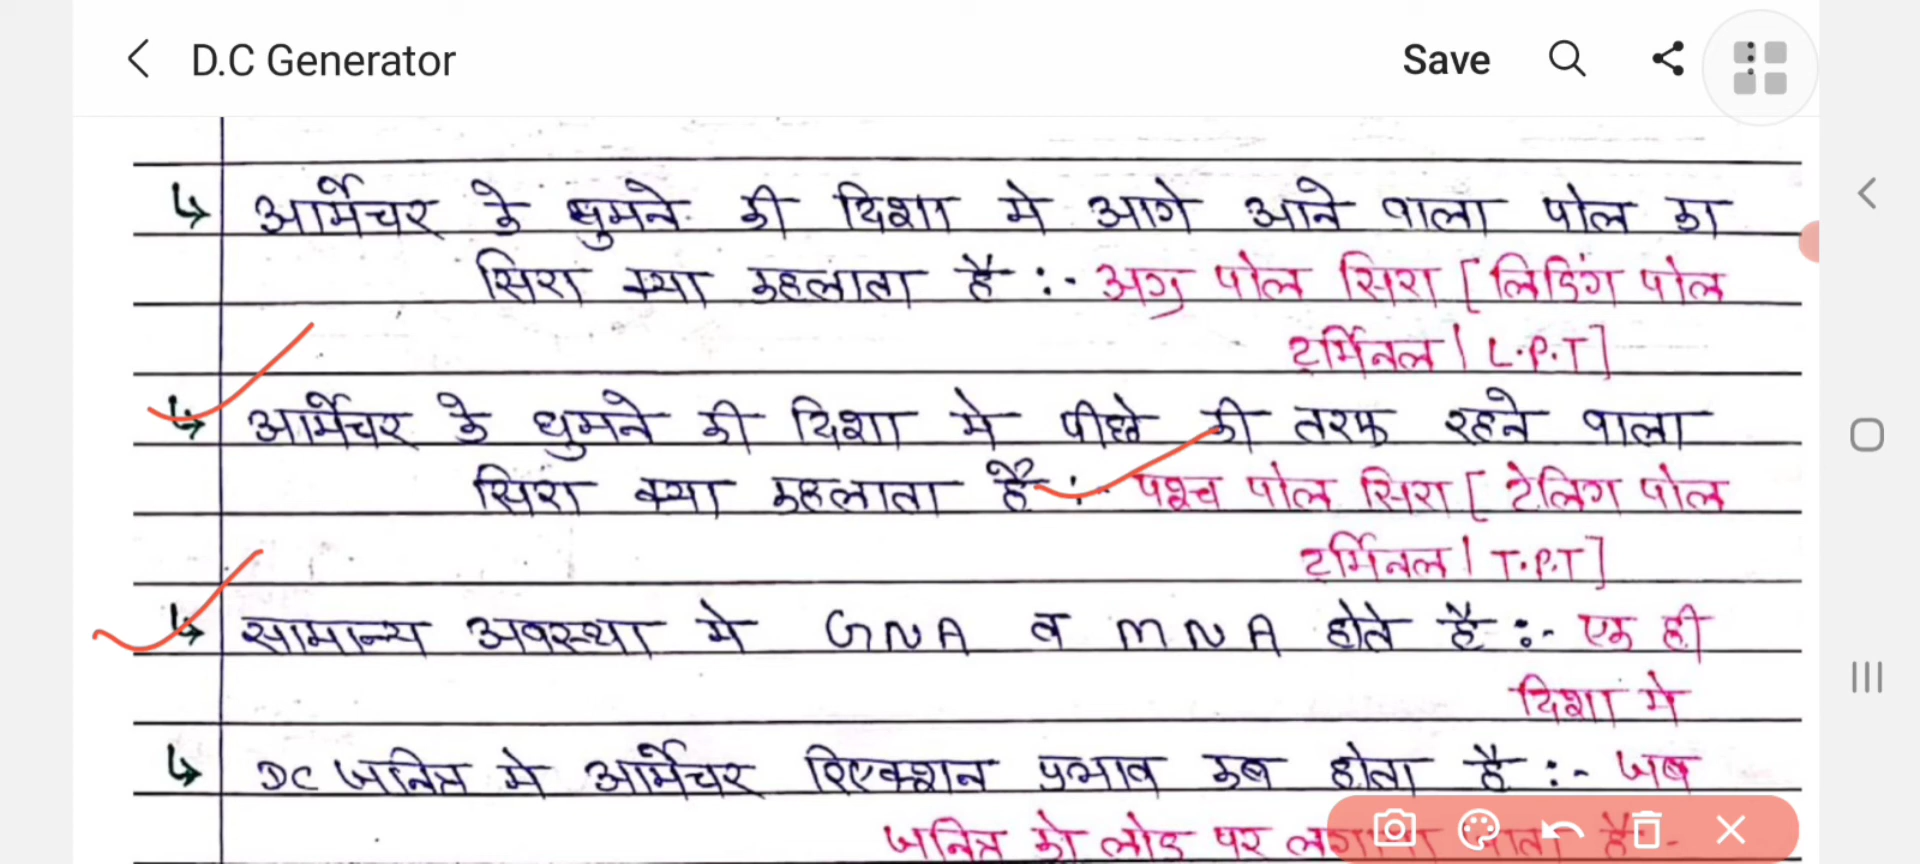 D.C Generator
Save
↳ आर्मेचर के घुमने की दिशा मे आगे आने वाला पोल का
सिरा क्या कहलाता है :- अग्र पोल सिरा [लिडिंग पोल
टर्मिनल | L.P.T]
↳ आर्मेचर के घुमने की दिशा मे पीछे की तरफ रहने वाला
सिरा क्या कहलाता है :- पश्च पोल सिरा [टेलिंग पोल
टर्मिनल | T.P.T]
↳ सामान्य अवस्था मे GNA व MNA होते है :- एक ही
दिशा मे
↳ DC जनित्र मे आर्मेचर रिएक्शन प्रभाव कब होता है :- जब
जनित्र को लोड पर लगाया जाता है-